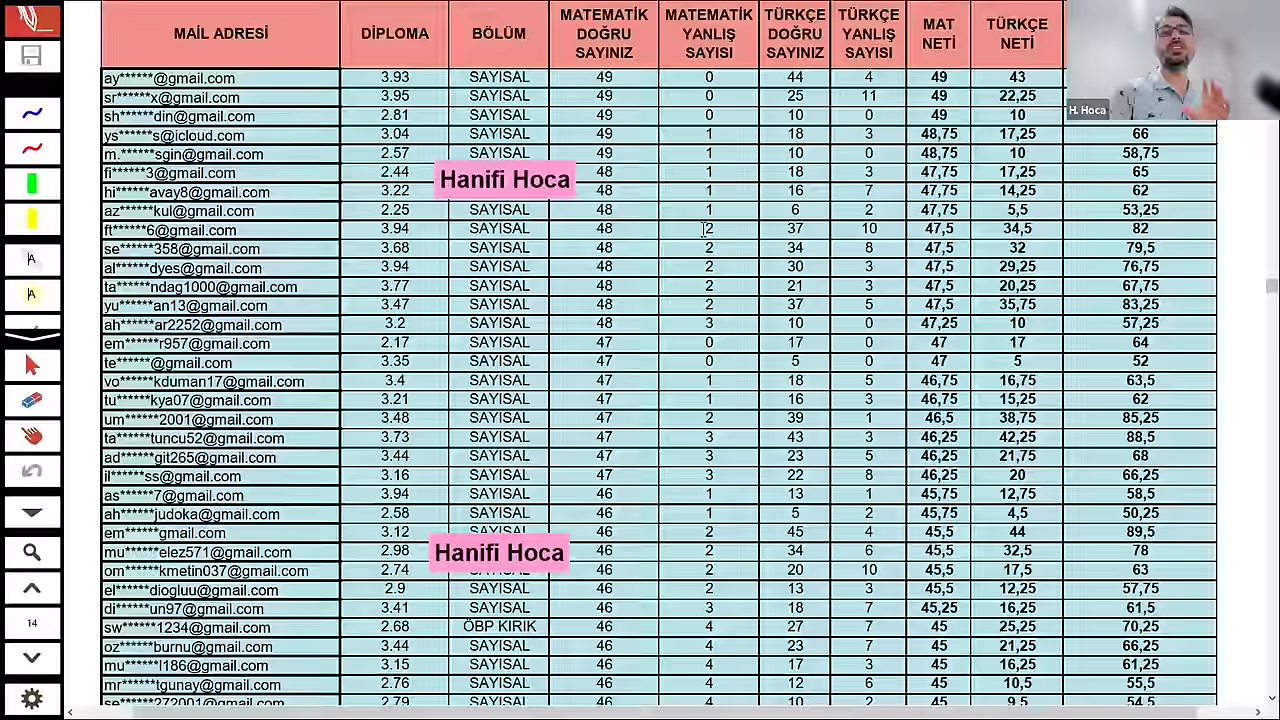 MAİL ADRESİ DİPLOMA BÖLÜM MATEMATİK DOĞRU SAYINIZ MATEMATİK YANLIŞ SAYISI TÜRKÇE DOĞRU SAYINIZ TÜRKÇE YANLIŞ SAYISI MAT NETİ TÜRKÇE NETİ
H. Hoca
ay******@gmail.com 3.93 SAYISAL 49 0 44 4 49 43
sr******x@gmail.com 3.95 SAYISAL 49 0 25 11 49 22,25
sh******din@gmail.com 2.81 SAYISAL 49 0 10 0 49 10
ys******s@icloud.com 3.04 SAYISAL 49 1 18 3 48,75 17,25 66
m.******sgin@gmail.com 2.57 SAYISAL 49 1 10 0 48,75 10 58,75
fi******3@gmail.com 2.44 48 1 18 3 47,75 17,25 65
Hanifi Hoca
hi******avay8@gmail.com 3.22 48 1 16 7 47,75 14,25 62
az******kul@gmail.com 2.25 SAYISAL 48 1 6 2 47,75 5,5 53,25
ft******6@gmail.com 3.94 SAYISAL 48 2 37 10 47,5 34,5 82
se******358@gmail.com 3.68 SAYISAL 48 2 34 8 47,5 32 79,5
al******dyes@gmail.com 3.94 SAYISAL 48 2 30 3 47,5 29,25 76,75
ta******ndag1000@gmail.com 3.77 SAYISAL 48 2 21 3 47,5 20,25 67,75
yu******an13@gmail.com 3.47 SAYISAL 48 2 37 5 47,5 35,75 83,25
ah******ar2252@gmail.com 3.2 SAYISAL 48 3 10 0 47,25 10 57,25
em******r957@gmail.com 2.17 SAYISAL 47 0 17 0 47 17 64
te******@gmail.com 3.35 SAYISAL 47 0 5 0 47 5 52
vo******kduman17@gmail.com 3.4 SAYISAL 47 1 18 5 46,75 16,75 63,5
tu******kya07@gmail.com 3.21 SAYISAL 47 1 16 3 46,75 15,25 62
um******2001@gmail.com 3.48 SAYISAL 47 2 39 1 46,5 38,75 85,25
ta******tuncu52@gmail.com 3.73 SAYISAL 47 3 43 3 46,25 42,25 88,5
ad******git265@gmail.com 3.44 SAYISAL 47 3 23 5 46,25 21,75 68
il******ss@gmail.com 3.16 SAYISAL 47 3 22 8 46,25 20 66,25
as******7@gmail.com 3.94 SAYISAL 46 1 13 1 45,75 12,75 58,5
ah******judoka@gmail.com 2.58 SAYISAL 46 1 5 2 45,75 4,5 50,25
em******gmail.com 3.12 SAYISAL 46 2 45 4 45,5 44 89,5
mu******elez571@gmail.com 2.98 Hanifi Hoca 46 2 34 6 45,5 32,5 78
om******kmetin037@gmail.com 2.74 46 2 20 10 45,5 17,5 63
el******diogluu@gmail.com 2.9 SAYISAL 46 2 13 3 45,5 12,25 57,75
di******un97@gmail.com 3.41 SAYISAL 46 3 18 7 45,25 16,25 61,5
sw******1234@gmail.com 2.68 ÖBP KIRIK 46 4 27 7 45 25,25 70,25
oz******burnu@gmail.com 3.44 SAYISAL 46 4 23 7 45 21,25 66,25
mu******l186@gmail.com 3.15 SAYISAL 46 4 17 3 45 16,25 61,25
mr******tgunay@gmail.com 2.76 SAYISAL 46 4 12 6 45 10,5 55,5
se******272001@gmail.com 2.79 SAYISAL 46 4 10 2 45 9,5 54,5
14